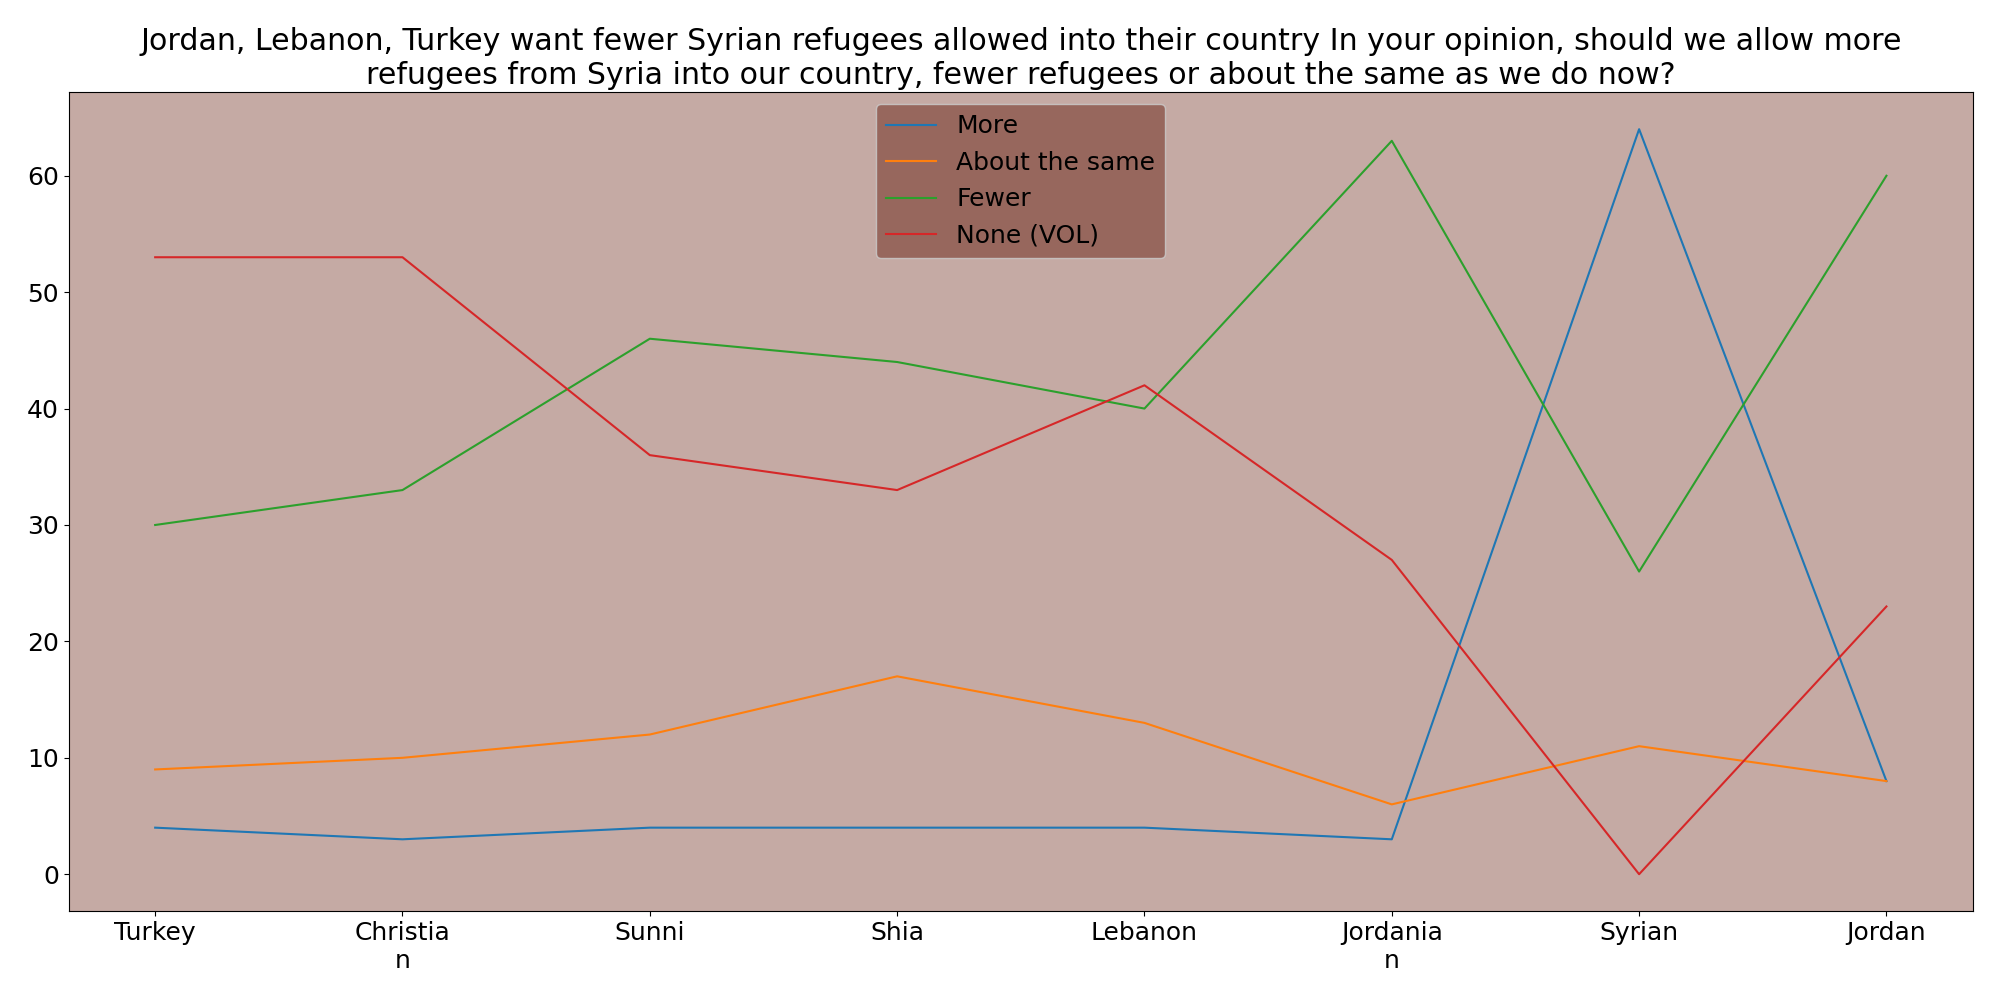 Jordan, Lebanon, Turkey want fewer Syrian refugees allowed into their country In your opinion, should we allow more
refugees from Syria into our country, fewer refugees or about the same as we do now?
More
About the same
Fewer
None (VOL)
60
50
40
30
20
10
0
Turkey
Christia
n
Sunni
Shia
Lebanon
Jordania
n
Syrian
Jordan